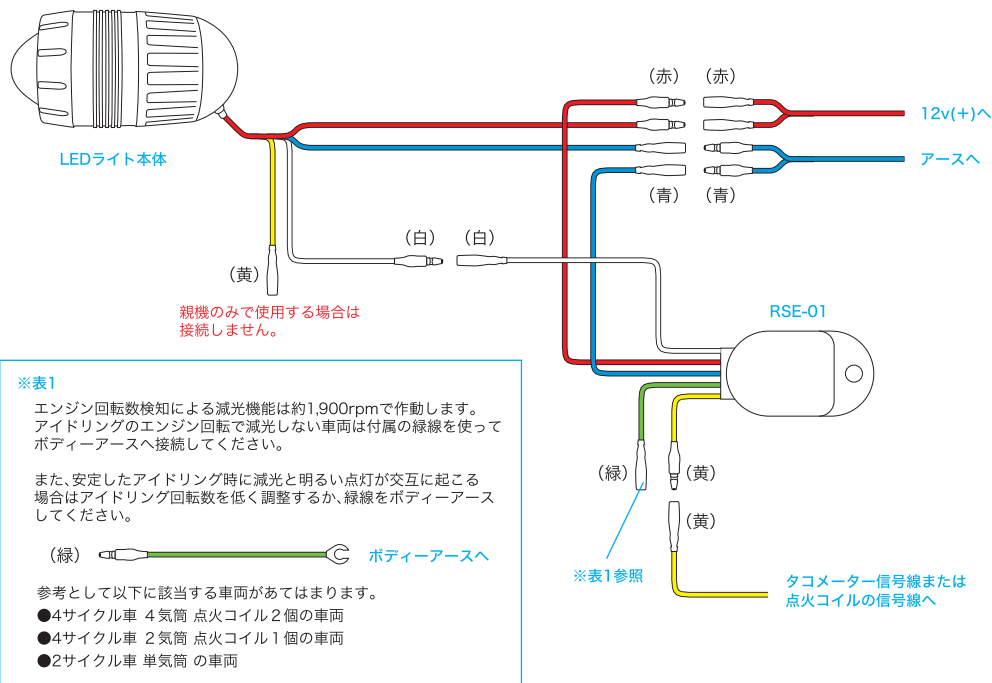 （赤）
（赤）
12v(+)へ
アースへ
（青）
（青）
LEDライト本体
（白）
（白）
（黄）
親機のみで使用する場合は
接続しません。
RSE-01
（緑）
（黄）
（黄）
※表1参照
タコメーター信号線または
点火コイルの信号線へ
※表1
エンジン回転数検知による減光機能は約1,900rpmで作動します。
アイドリングのエンジン回転で減光しない車両は付属の緑線を使って
ボディーアースへ接続してください。
また、安定したアイドリング時に減光と明るい点灯が交互に起こる
場合はアイドリング回転数を低く調整するか、緑線をボディーアース
してください。
（緑）
ボディーアースへ
参考として以下に該当する車両があてはまります。
●4サイクル車 ４気筒 点火コイル２個の車両
●4サイクル車 ２気筒 点火コイル１個の車両
●2サイクル車 単気筒 の車両